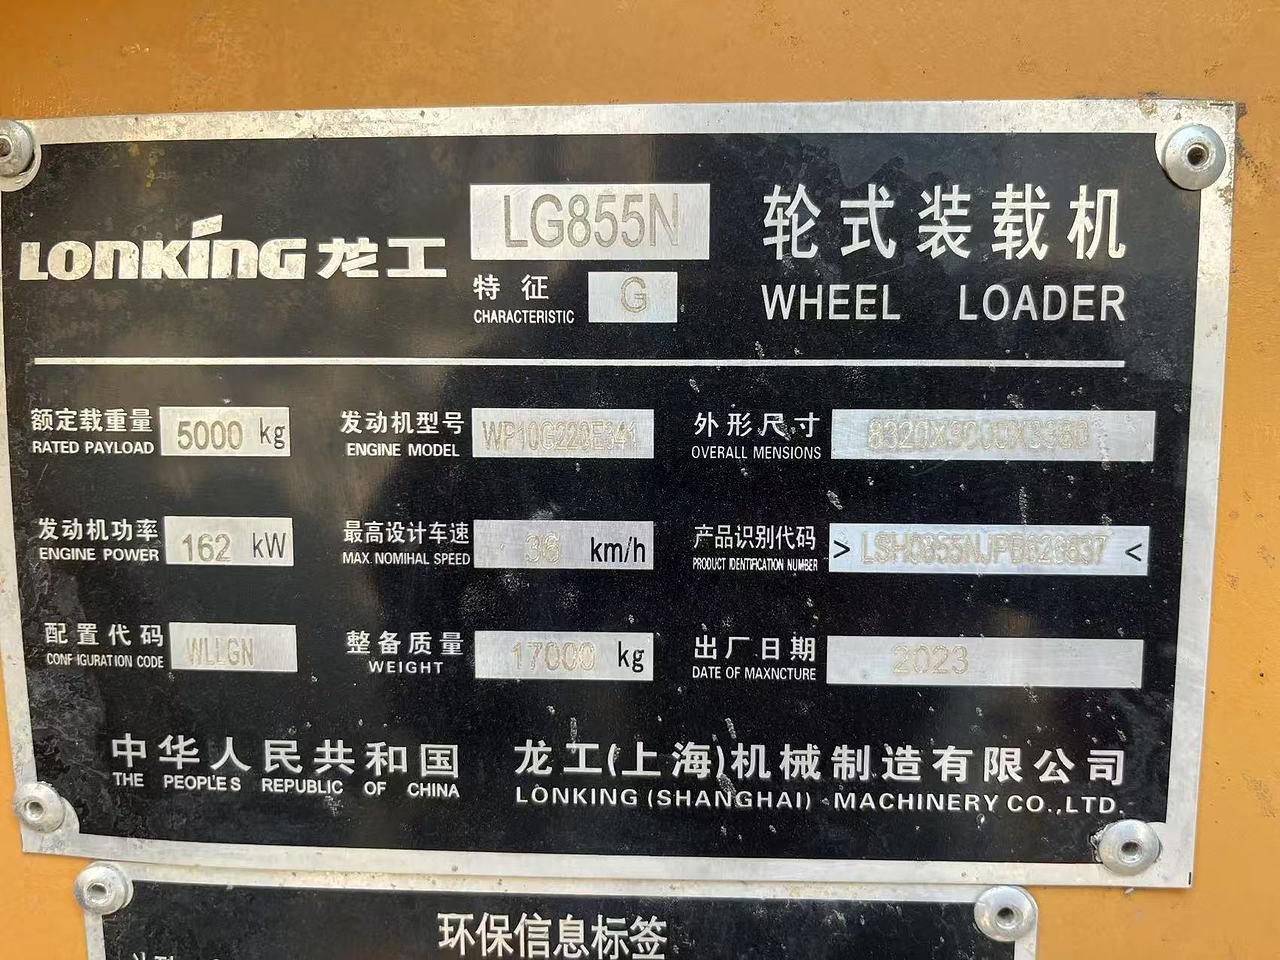 LONKING 龙工
LG855N
特征
CHARACTERISTIC
G
轮式装载机
WHEEL LOADER
额定载重量
RATED PAYLOAD
5000 kg
发动机型号
ENGINE MODEL
外形尺寸
OVERALL MENSIONS
发动机功率
ENGINE POWER
162 kW
最高设计车速
MAX NOMIHAL SPEED
36 km/h
产品识别代码
PRODUCT IDENTIFICATION NUMBER
> <
配置代码
CONFIGURATION CODE
WLLGN
整备质量
WEIGHT
17000 kg
出厂日期
DATE OF MAXNCTURE
2023
中华人民共和国
THE PEOPLE'S REPUBLIC OF CHINA
龙工(上海)机械制造有限公司
LONKING (SHANGHAI) MACHINERY CO.,LTD.
环保信息标签